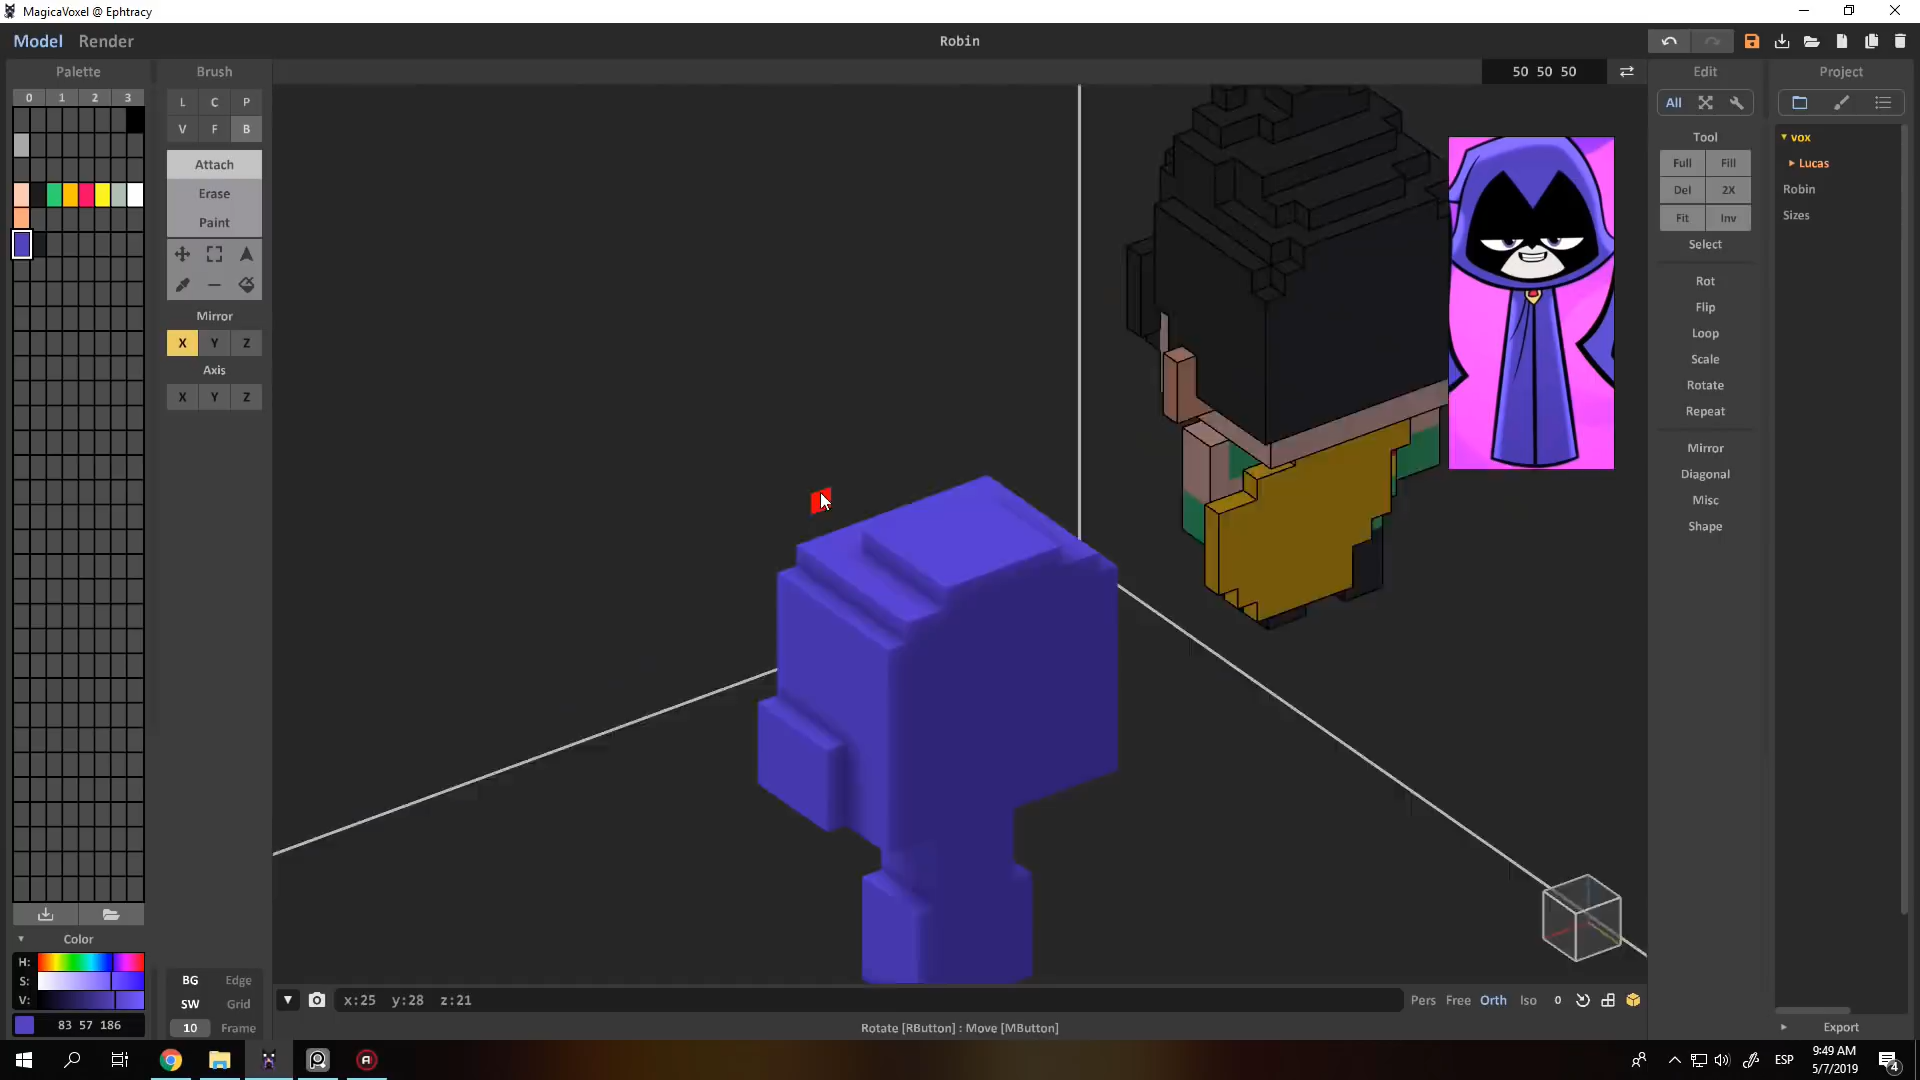 MagicaVoxel @ Ephtracy
Model Render
Robin
Palette
Brush
50 50 50
Edit
Project
0 1 2 3
L C P
V F B
All
Attach
Erase
Paint
Tool
Full Fill
Del 2X
Fit Inv
Select
vox
Lucas
Robin
Sizes
Rot
Flip
Loop
Scale
Rotate
Repeat
Mirror
Diagonal
Misc
Shape
Mirror
X Y Z
Axis
X Y Z
Color
H:
S:
V:
83 57 186
BG Edge
SW Grid
10 Frame
x:25 y:28 z:21
Pers Free Orth Iso 0
Rotate [RButton] : Move [MButton]
Export
ESP
9:49 AM
5/7/2019
4